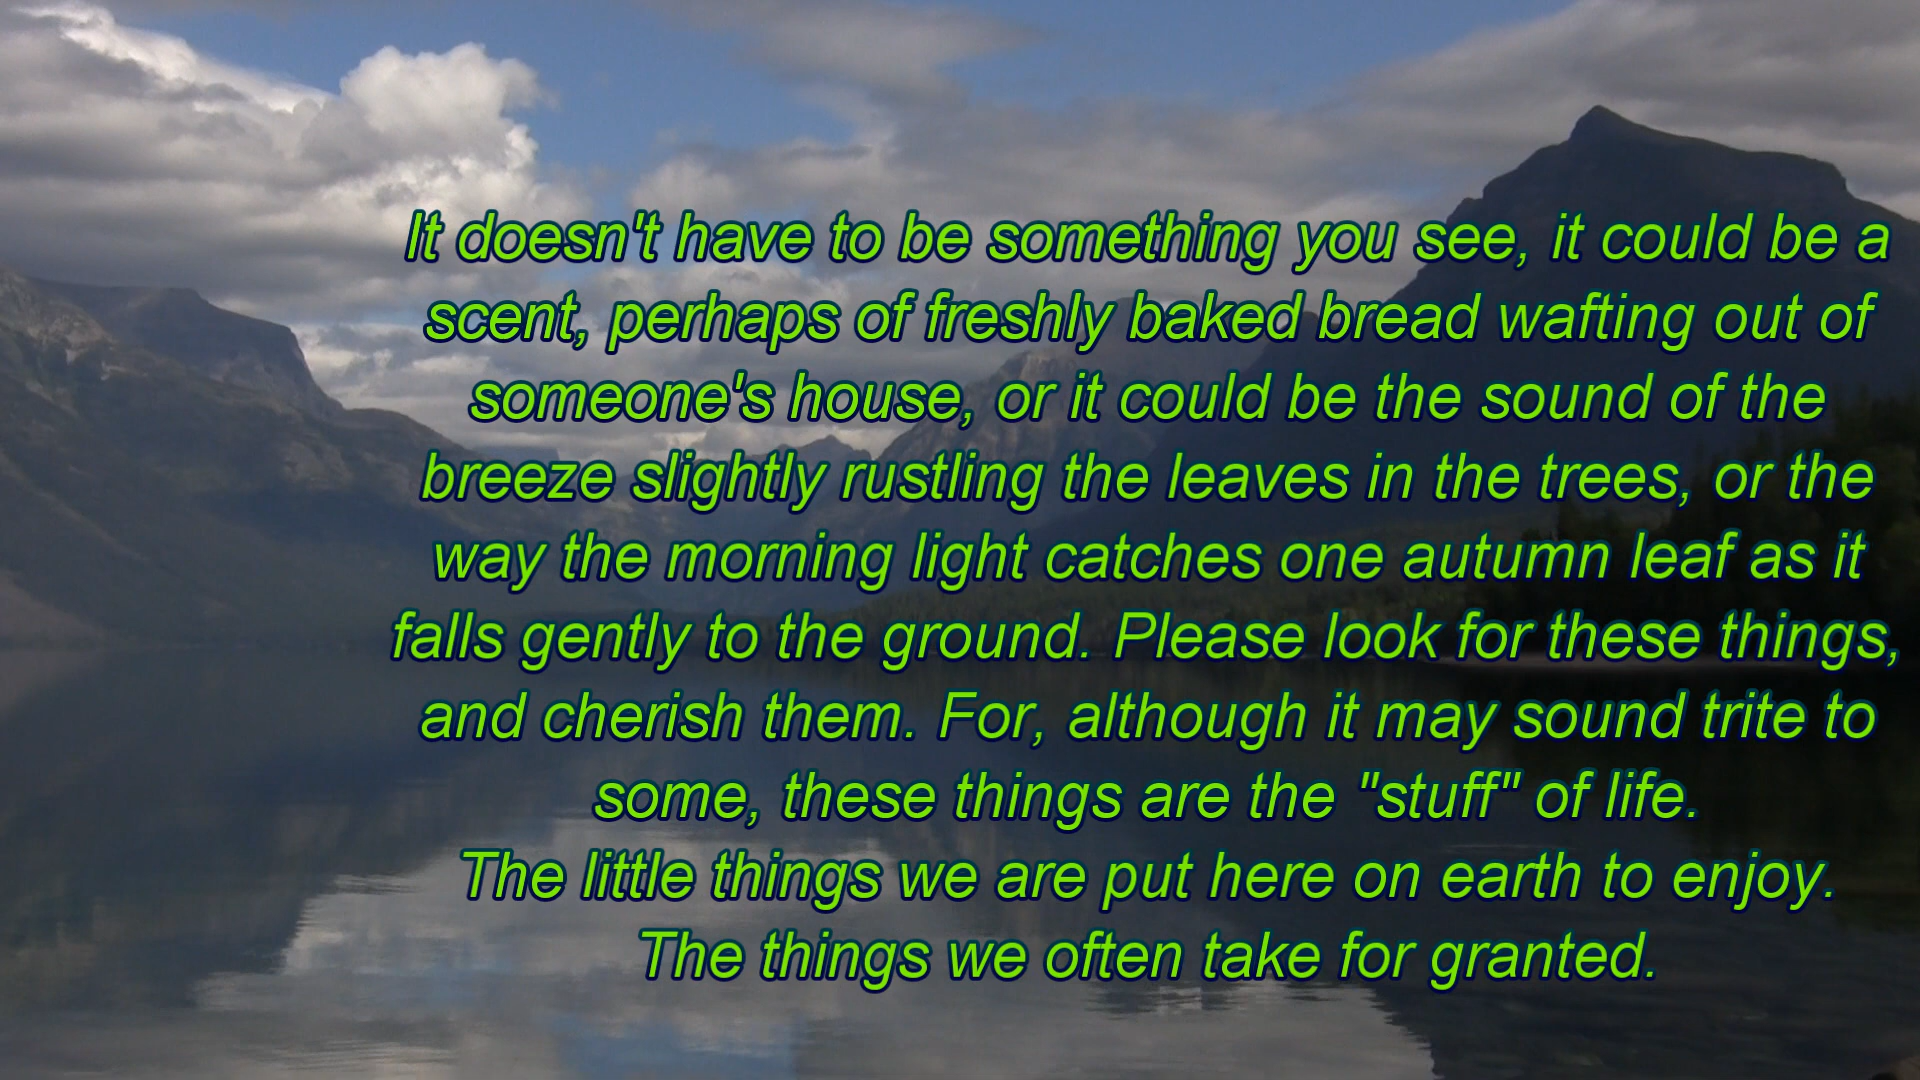 It doesn't have to be something you see, it could be a
scent, perhaps of freshly baked bread wafting out of
someone's house, or it could be the sound of the
breeze slightly rustling the leaves in the trees, or the
way the morning light catches one autumn leaf as it
falls gently to the ground. Please look for these things,
and cherish them. For, although it may sound trite to
some, these things are the "stuff" of life.
The little things we are put here on earth to enjoy.
The things we often take for granted.